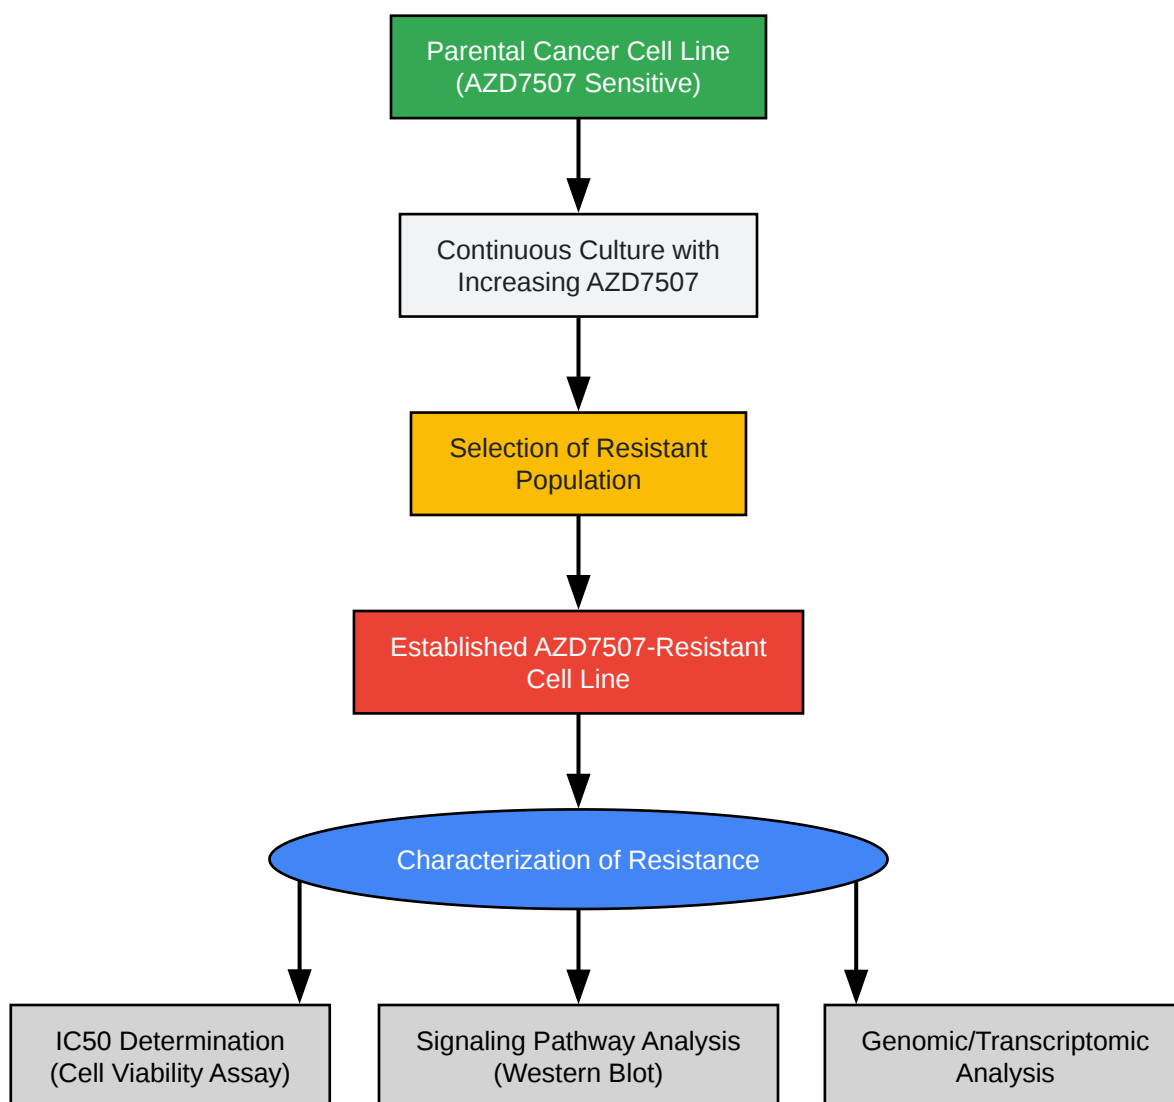 Parental Cancer Cell Line
(AZD7507 Sensitive)
Continuous Culture with
Increasing AZD7507
Selection of Resistant
Population
Established AZD7507-Resistant
Cell Line
Characterization of Resistance
IC50 Determination
(Cell Viability Assay)
Signaling Pathway Analysis
(Western Blot)
Genomic/Transcriptomic
Analysis